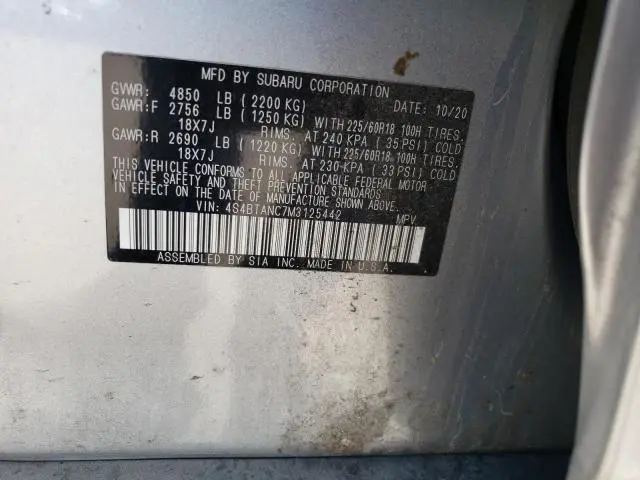 MFD BY SUBARU CORPORATION
GVWR: 4850 LB (2200 KG) DATE: 10/20
GAWR:F 2756 LB (1250 KG) WITH 225/60R18 100H TIRES,
18X7J RIMS, AT 240 KPA (35 PSI) COLD
GAWR:R 2690 LB (1220 KG) WITH 225/60R18 100H TIRES,
18X7J RIMS, AT 230 KPA (33 PSI) COLD
THIS VEHICLE CONFORMS TO ALL APPLICABLE FEDERAL MOTOR
VEHICLE SAFETY, BUMPER, AND THEFT PREVENTION STANDARDS
IN EFFECT ON THE DATE OF MANUFACTURE SHOWN ABOVE.
VIN: 4S4BTANC7M3125442 MPV
ASSEMBLED BY SIA INC. MADE IN U.S.A.